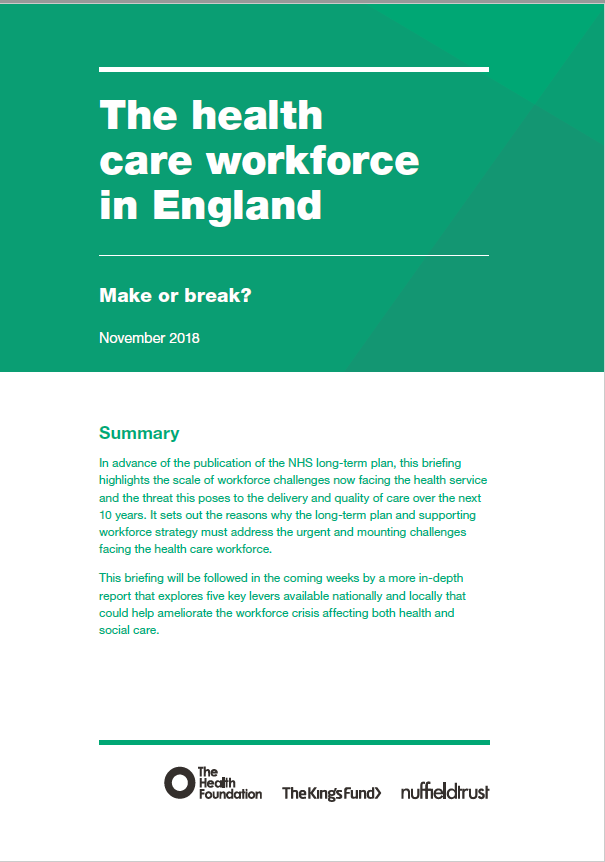 The health
care workforce
in England
Make or break?
November 2018
Summary
In advance of the publication of the NHS long-term plan, this briefing
highlights the scale of workforce challenges now facing the health service
and the threat this poses to the delivery and quality of care over the next
10 years. It sets out the reasons why the long-term plan and supporting
workforce strategy must address the urgent and mounting challenges
facing the health care workforce.
This briefing will be followed in the coming weeks by a more in-depth
report that explores five key levers available nationally and locally that
could help ameliorate the workforce crisis affecting both health and
social care.
The
Health
Foundation
TheKing'sFund>
nuffieldtrust